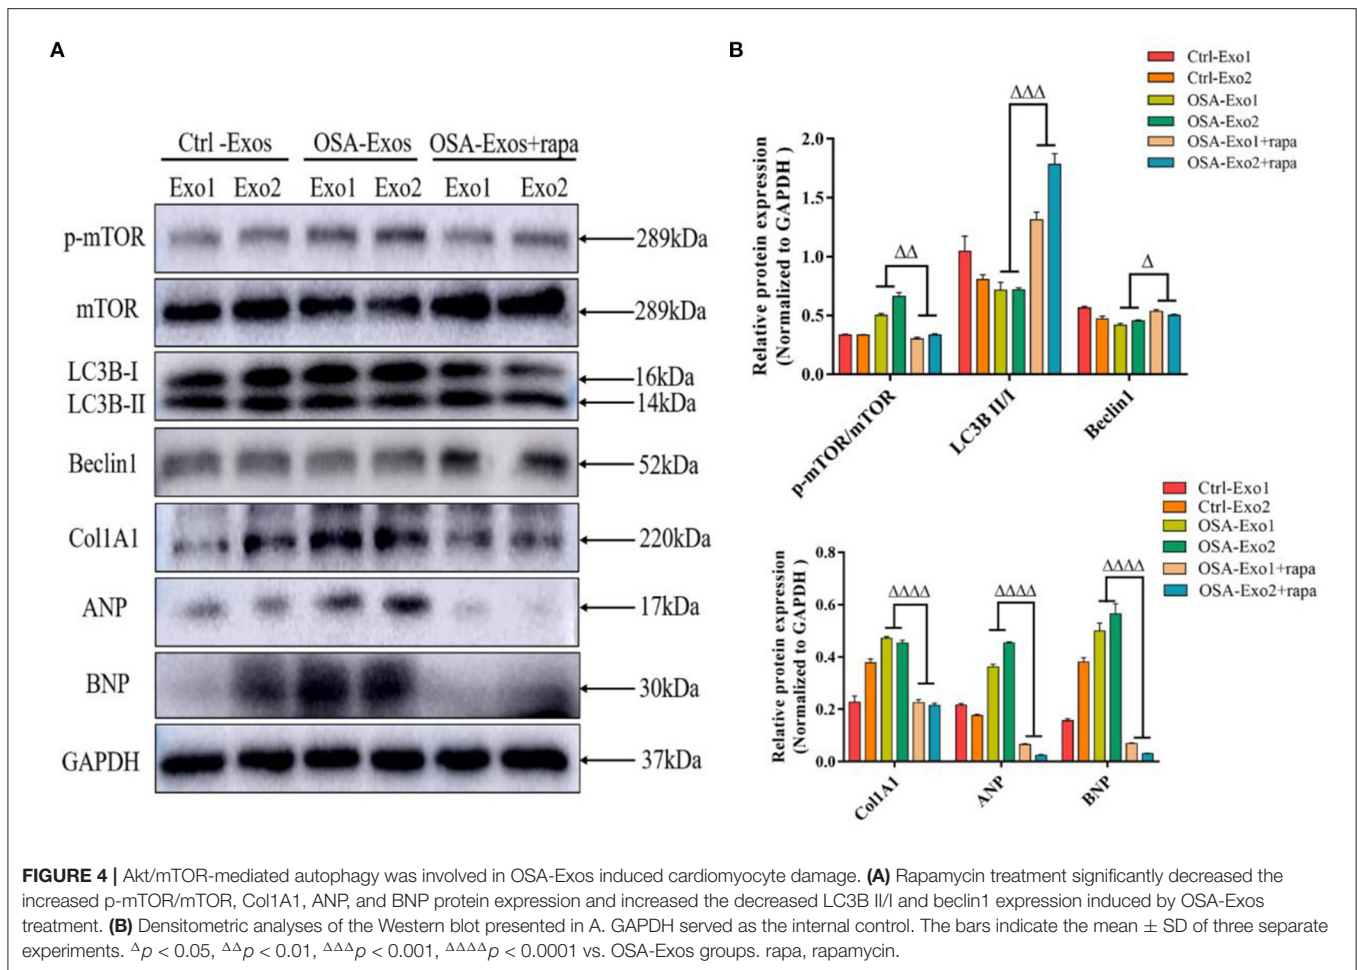 A
Ctrl -Exos OSA-Exos OSA-Exos+rapa
Exo1 Exo2 Exo1 Exo2 Exo1 Exo2
p-mTOR 289kDa
mTOR 289kDa
LC3B-I 16kDa
LC3B-II 14kDa
Beclin1 52kDa
Col1A1 220kDa
ANP 17kDa
BNP 30kDa
GAPDH 37kDa
B
Ctrl-Exo1
Ctrl-Exo2
OSA-Exo1
OSA-Exo2
OSA-Exo1+rapa
OSA-Exo2+rapa
Relative protein expression
(Normalized to GAPDH )
2.0
1.5
1.0
0.5
0.0
ΔΔ
ΔΔΔ
Δ
p-mTOR/mTOR
LC3B II/I
Beclin1
Ctrl-Exo1
Ctrl-Exo2
OSA-Exo1
OSA-Exo2
OSA-Exo1+rapa
OSA-Exo2+rapa
Relative protein expression
(Normalized to GAPDH )
0.8
0.6
0.4
0.2
0.0
ΔΔΔΔ
ΔΔΔΔ
ΔΔΔΔ
Col1A1
ANP
BNP
FIGURE 4 | Akt/mTOR-mediated autophagy was involved in OSA-Exos induced cardiomyocyte damage. (A) Rapamycin treatment significantly decreased the
increased p-mTOR/mTOR, Col1A1, ANP, and BNP protein expression and increased the decreased LC3B II/I and beclin1 expression induced by OSA-Exos
treatment. (B) Densitometric analyses of the Western blot presented in A. GAPDH served as the internal control. The bars indicate the mean ± SD of three separate
experiments. Δp < 0.05, ΔΔp < 0.01, ΔΔΔp < 0.001, ΔΔΔΔp < 0.0001 vs. OSA-Exos groups. rapa, rapamycin.